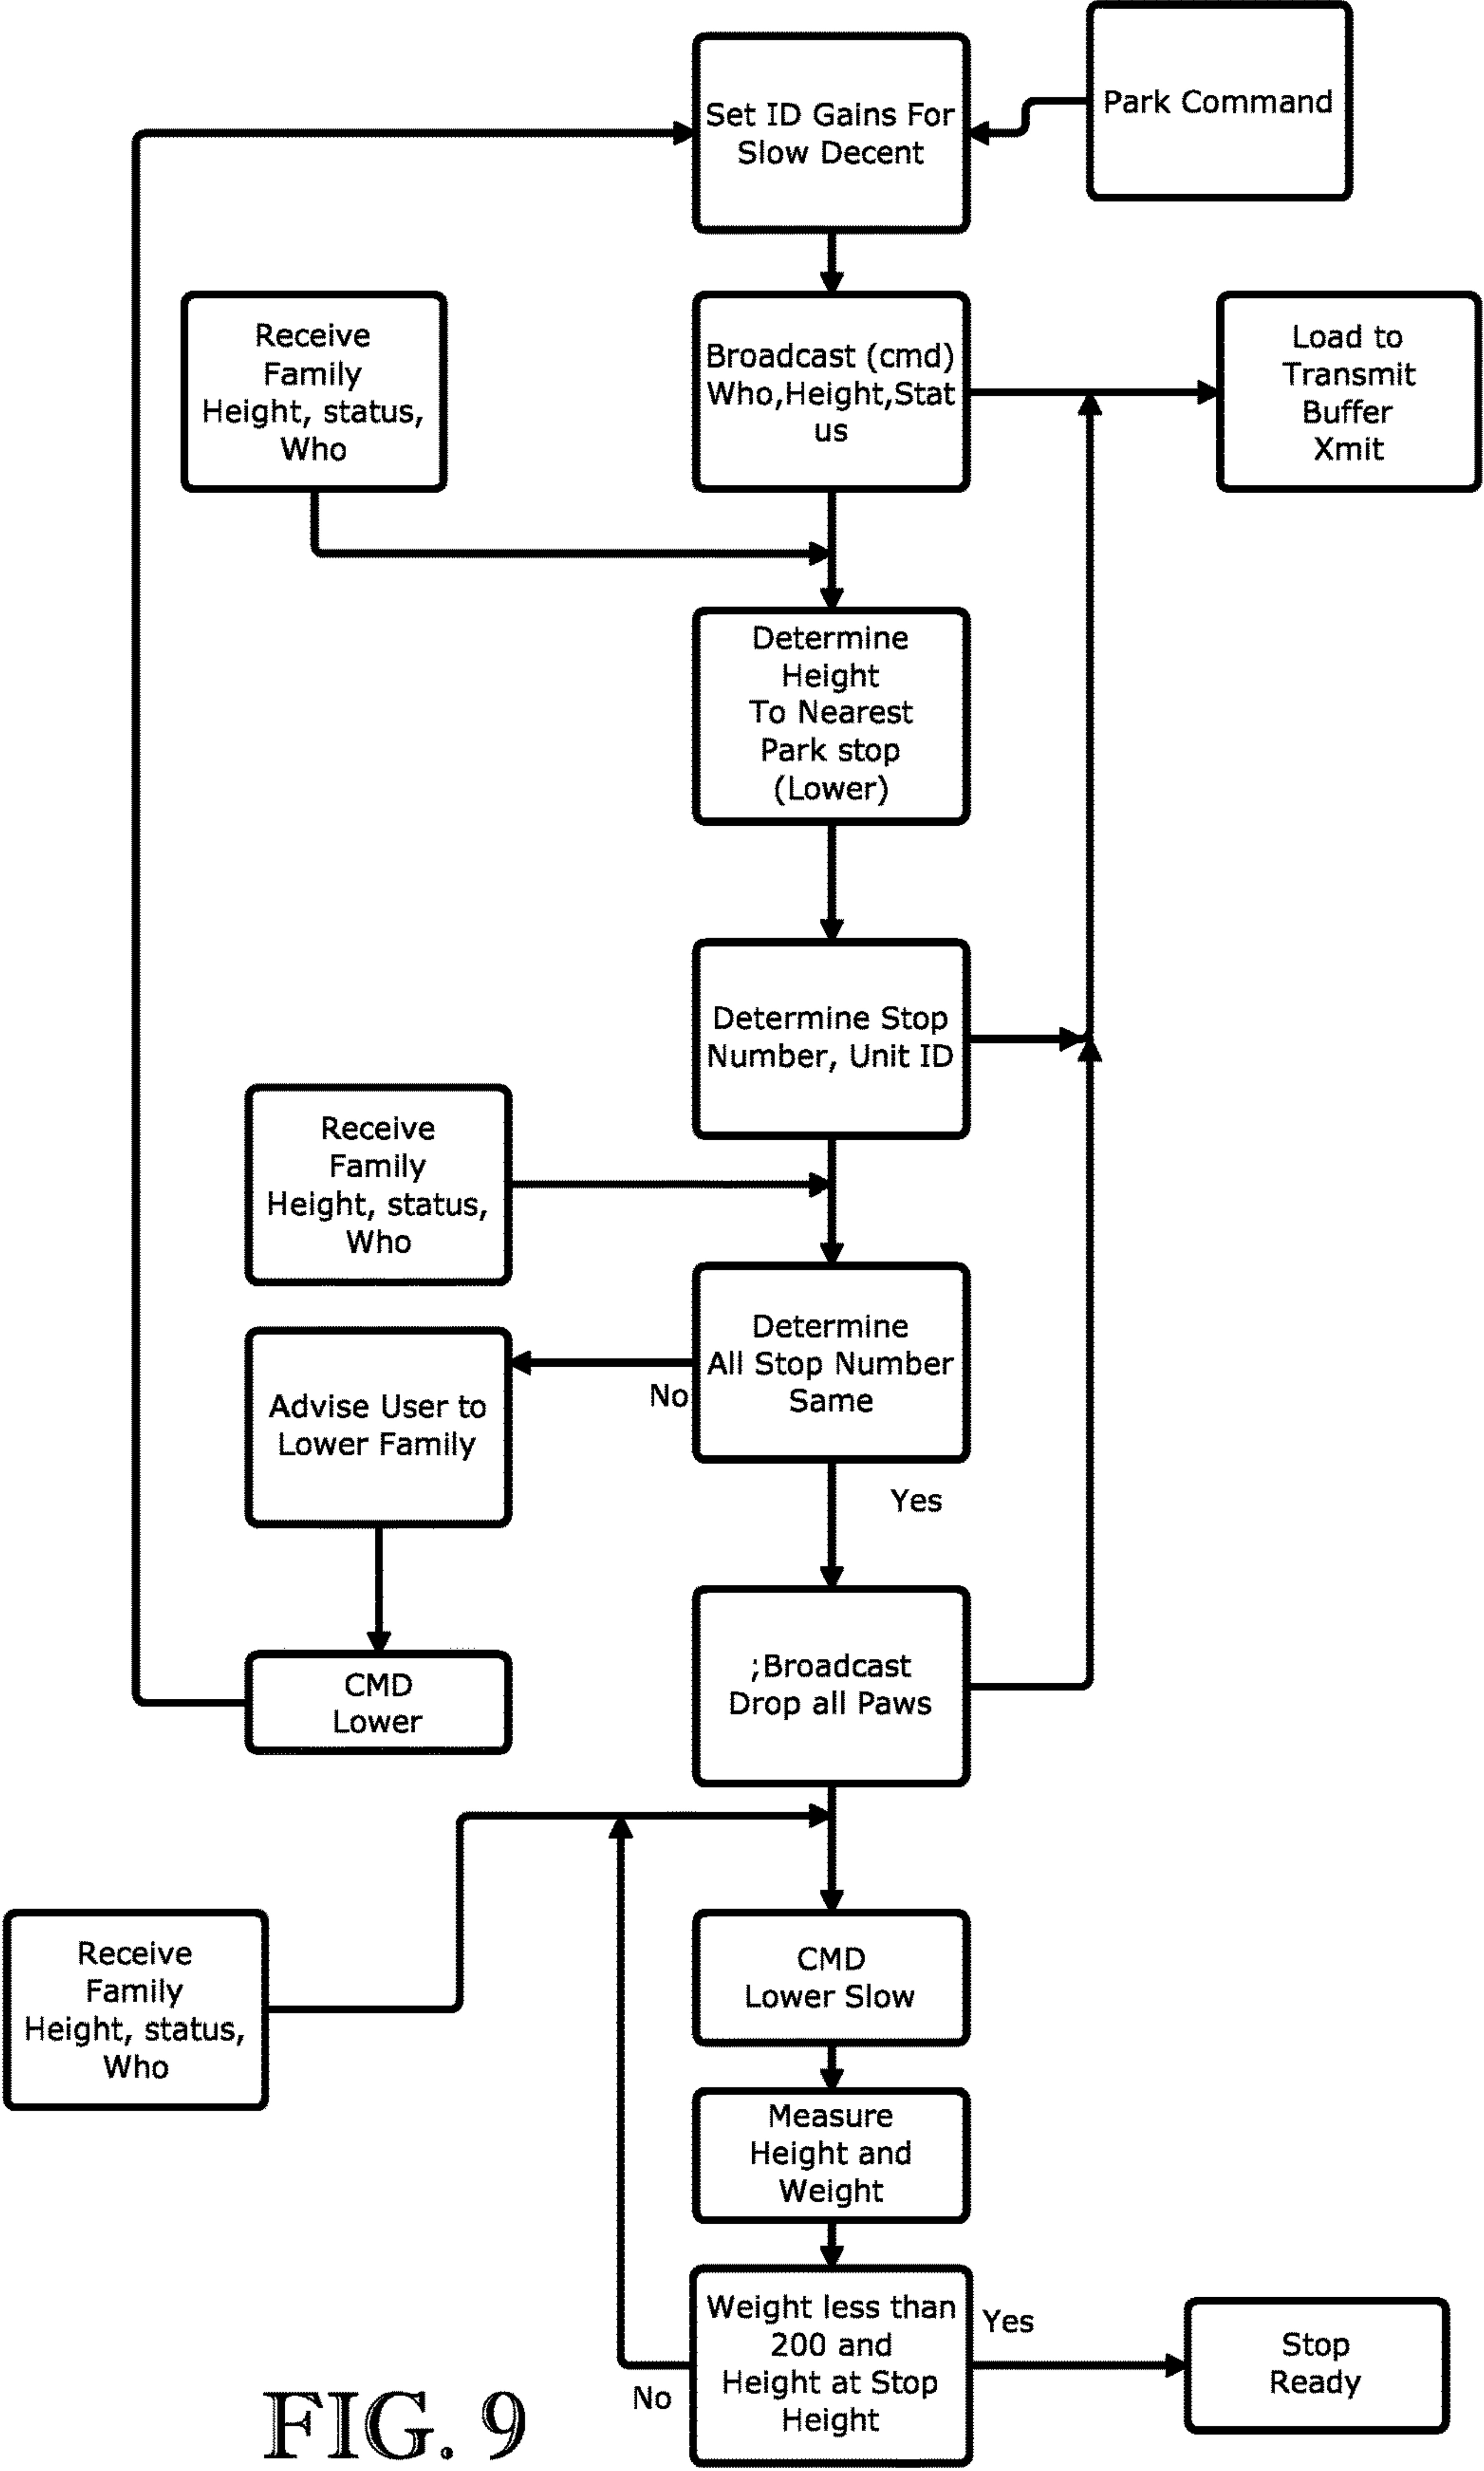 Park Command
Set ID Gains For
Slow Decent
Receive
Family
Height, status,
Who
Broadcast (cmd)
Who,Height,Stat
us
Load to
Transmit
Buffer
Xmit
Determine
Height
To Nearest
Park stop
(Lower)
Determine Stop
Number, Unit ID
Receive
Family
Height, status,
Who
Determine
All Stop Number
Same
No
Advise User to
Lower Family
Yes
CMD
Lower
;Broadcast
Drop all Paws
Receive
Family
Height, status,
Who
CMD
Lower Slow
Measure
Height and
Weight
Weight less than
200 and
Height at Stop
Height
Yes
No
Stop
Ready
FIG. 9